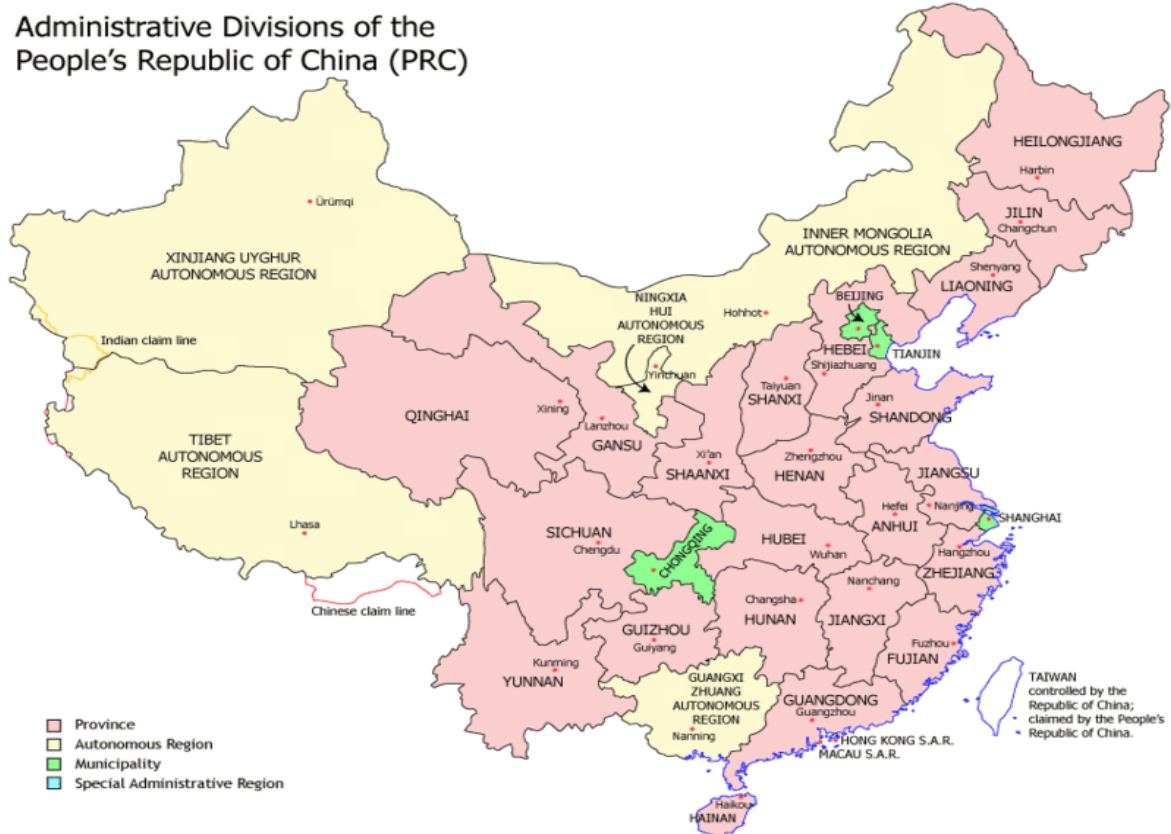 Administrative Divisions of the
People's Republic of China (PRC)
HEILONGJIANG
Harbin
JILIN
Changchun
Ürümqi
INNER MONGOLIA
AUTONOMOUS REGION
XINJIANG UYGHUR
AUTONOMOUS REGION
Shenyang
LIAONING
BEIJING
NINGXIA
HUI
AUTONOMOUS
REGION
Hohhot
Indian claim line
HEBEI
TIANJIN
Shijiazhuang
Yinchuan
Taiyuan
SHANXI
Jinan
SHANDONG
QINGHAI
Xining
Lanzhou
GANSU
TIBET
AUTONOMOUS
REGION
Xi'an
SHAANXI
Zhengzhou
HENAN
JIANGSU
Hefei
ANHUI
Nanjing
SHANGHAI
Lhasa
SICHUAN
Chengdu
CHONGQING
HUBEI
Wuhan
Hangzhou
ZHEJIANG
Nanchang
Changsha
HUNAN
JIANGXI
Chinese claim line
GUIZHOU
Guiyang
Fuzhou
FUJIAN
Kunming
YUNNAN
GUANGXI
ZHUANG
AUTONOMOUS
REGION
Nanning
GUANGDONG
Guangzhou
TAIWAN
controlled by the
Republic of China;
claimed by the People's
Republic of China.
HONG KONG S.A.R.
MACAU S.A.R.
Haikou
HAINAN
Province
Autonomous Region
Municipality
Special Administrative Region